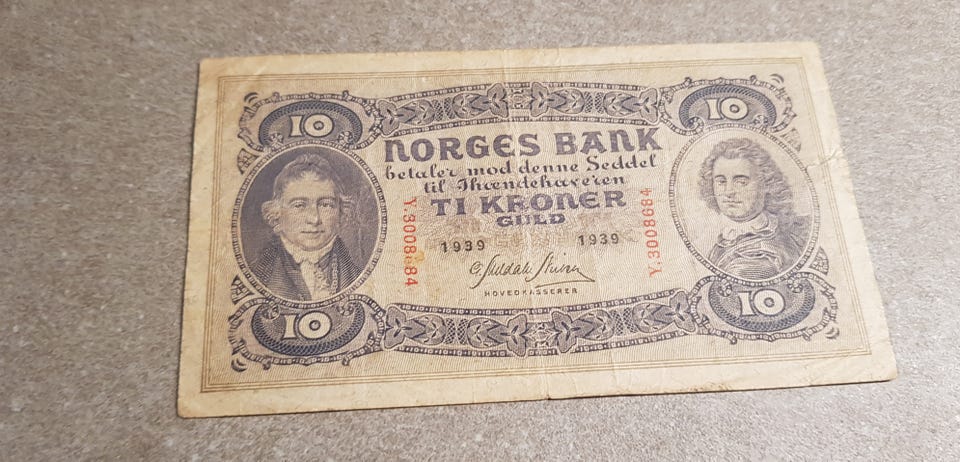 10
10
NORGES BANK
betaler mod denne Seddel
til Ihændehaveren
TI KRONER
GULD
Y.3008684
Y.3008684
1939
1939
HOVEDKASSERER
10
10